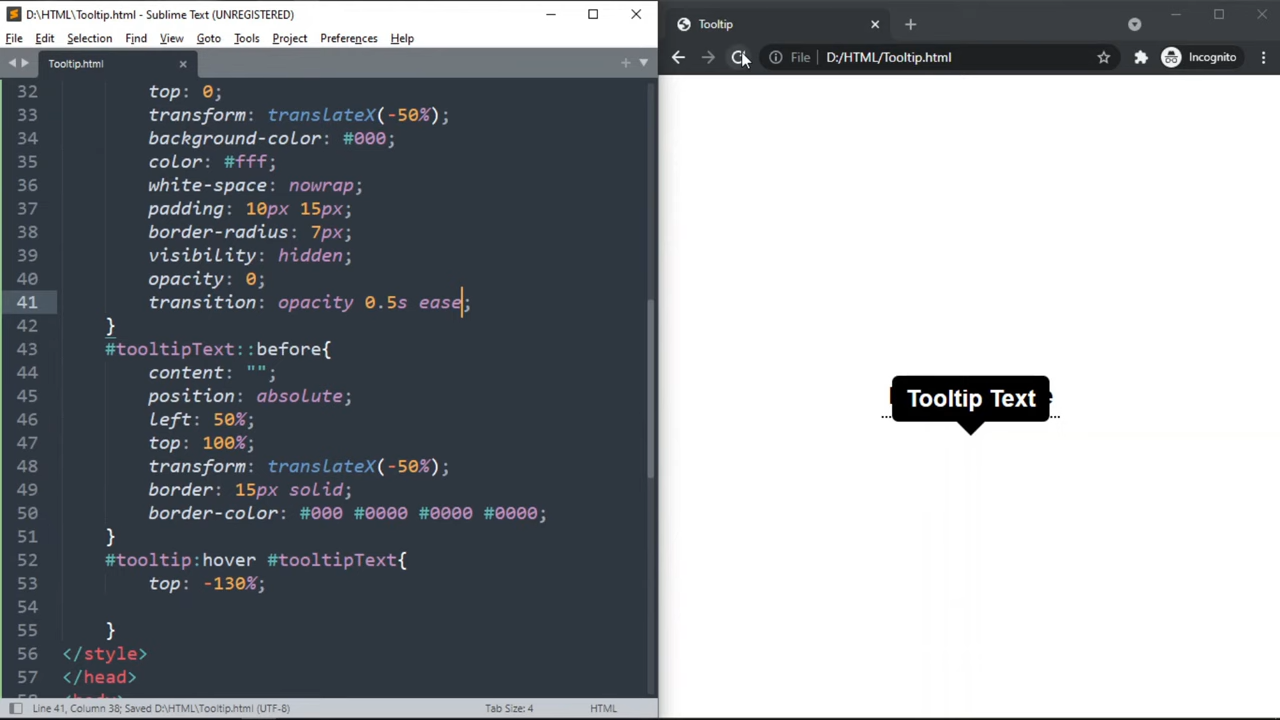 D:\HTML\Tooltip.html - Sublime Text (UNREGISTERED)
File Edit Selection Find View Goto Tools Project Preferences Help
Tooltip.html
32 top: 0;
33 transform: translateX(-50%);
34 background-color: #000;
35 color: #fff;
36 white-space: nowrap;
37 padding: 10px 15px;
38 border-radius: 7px;
39 visibility: hidden;
40 opacity: 0;
41 transition: opacity 0.5s ease;
42 }
43 #tooltipText::before{
44 content: "";
45 position: absolute;
46 left: 50%;
47 top: 100%;
48 transform: translateX(-50%);
49 border: 15px solid;
50 border-color: #000 #0000 #0000 #0000;
51 }
52 #tooltip:hover #tooltipText{
53 top: -130%;
54
55 }
56 </style>
57 </head>
58 <body>
Line 41, Column 38; Saved D:\HTML\Tooltip.html (UTF-8) Tab Size: 4 HTML
Tooltip
File D:/HTML/Tooltip.html Incognito
Tooltip Text